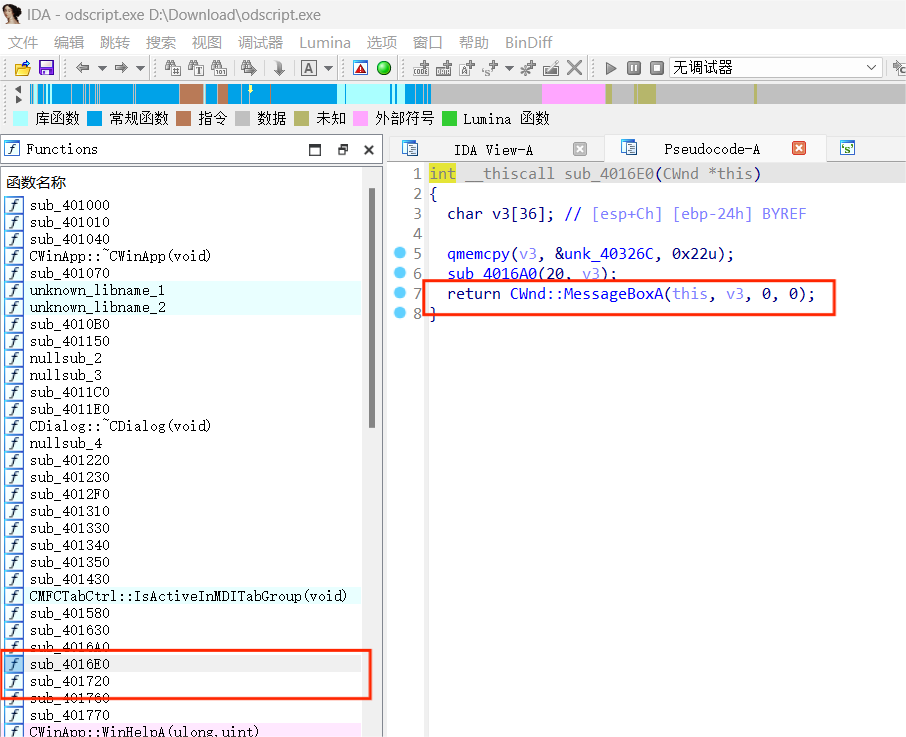 IDA - odscript.exe D:\Download\odscript.exe
文件 编辑 跳转 搜索 视图 调试器 Lumina 选项 窗口 帮助 BinDiff
无调试器
库函数 常规函数 指令 数据 未知 外部符号 Lumina 函数
Functions
函数名称
sub_401000
sub_401010
sub_401040
CWinApp::~CWinApp(void)
sub_401070
unknown_libname_1
unknown_libname_2
sub_4010B0
sub_401150
nullsub_2
nullsub_3
sub_4011C0
sub_4011E0
CDialog::~CDialog(void)
nullsub_4
sub_401220
sub_401230
sub_4012F0
sub_401310
sub_401330
sub_401340
sub_401350
sub_401430
CMFCTabCtrl::IsActiveInMDITabGroup(void)
sub_401580
sub_401630
sub_4016A0
sub_4016E0
sub_401720
sub_401760
sub_401770
CWinApp::WinHelpA(ulong,uint)
IDA View-A Pseudocode-A
1 int __thiscall sub_4016E0(CWnd *this)
2 {
3 char v3[36]; // [esp+Ch] [ebp-24h] BYREF
4
5 qmemcpy(v3, &unk_40326C, 0x22u);
6 sub_4016A0(20, v3);
7 return CWnd::MessageBoxA(this, v3, 0, 0);
8 }